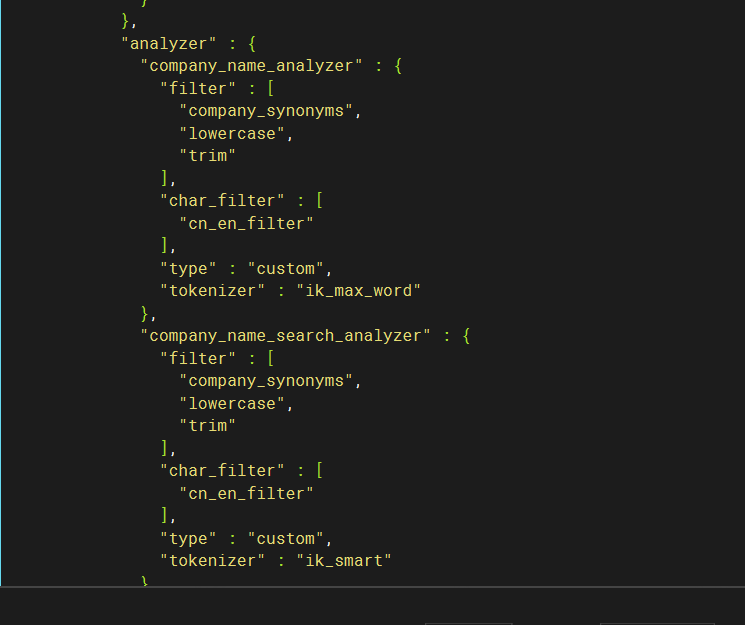 }
},
"analyzer" : {
"company_name_analyzer" : {
"filter" : [
"company_synonyms",
"lowercase",
"trim"
],
"char_filter" : [
"cn_en_filter"
],
"type" : "custom",
"tokenizer" : "ik_max_word"
},
"company_name_search_analyzer" : {
"filter" : [
"company_synonyms",
"lowercase",
"trim"
],
"char_filter" : [
"cn_en_filter"
],
"type" : "custom",
"tokenizer" : "ik_smart"
}